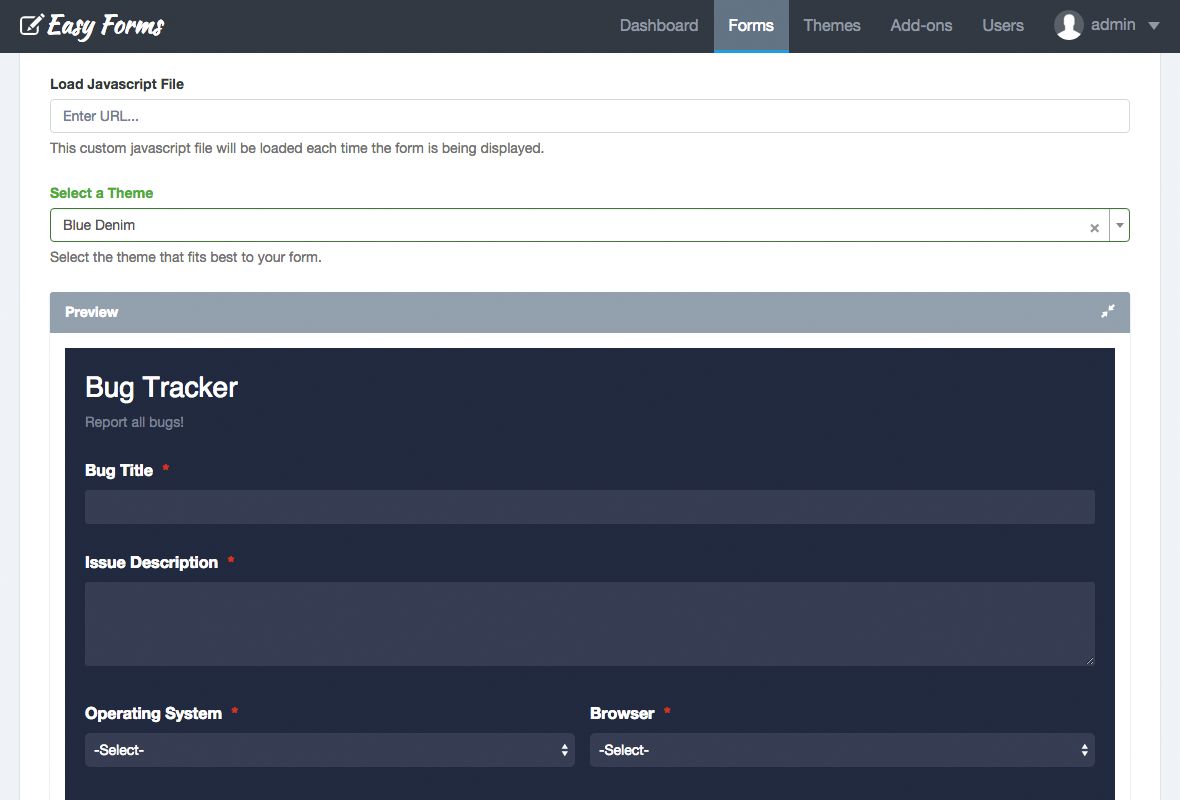 Easy Forms
Dashboard Forms Themes Add-ons Users admin
Load Javascript File
Enter URL...
This custom javascript file will be loaded each time the form is being displayed.
Select a Theme
Blue Denim
Select the theme that fits best to your form.
Preview
Bug Tracker
Report all bugs!
Bug Title *
Issue Description *
Operating System * Browser *
-Select- -Select-